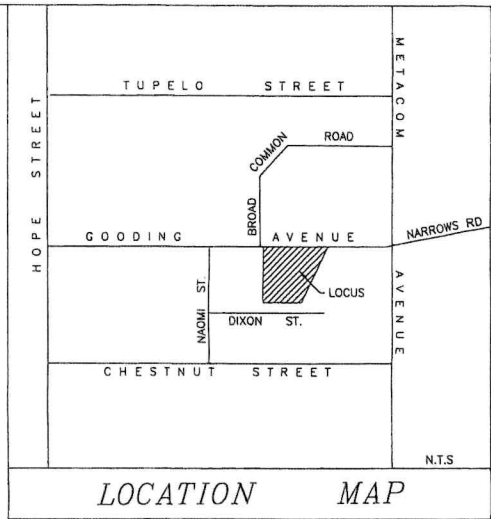 TUPELO STREET
METACOM AVENUE
HOPE STREET
BROAD COMMON ROAD
NARROWS RD
GOODING AVENUE
NAOMI ST.
LOCUS
DIXON ST.
CHESTNUT STREET
N.T.S
LOCATION MAP